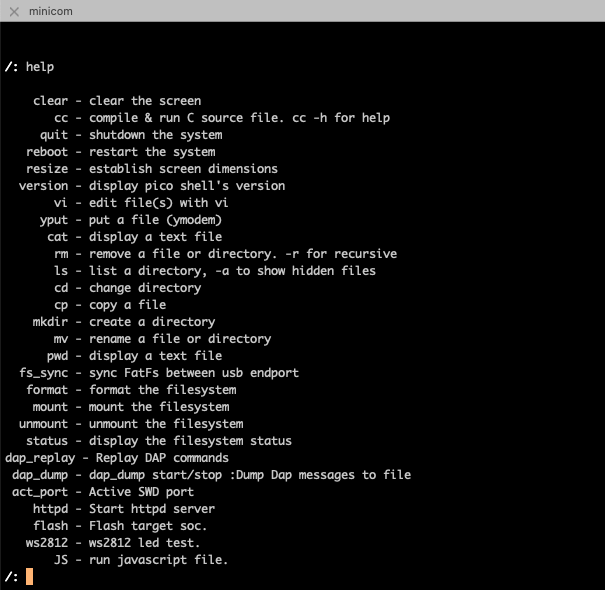 minicom
/: help
clear - clear the screen
cc - compile & run C source file. cc -h for help
quit - shutdown the system
reboot - restart the system
resize - establish screen dimensions
version - display pico shell's version
vi - edit file(s) with vi
yput - put a file (ymodem)
cat - display a text file
rm - remove a file or directory. -r for recursive
ls - list a directory, -a to show hidden files
cd - change directory
cp - copy a file
mkdir - create a directory
mv - rename a file or directory
pwd - display a text file
fs_sync - sync FatFs between usb endport
format - format the filesystem
mount - mount the filesystem
unmount - unmount the filesystem
status - display the filesystem status
dap_replay - Replay DAP commands
dap_dump - dap_dump start/stop :Dump Dap messages to file
act_port - Active SWD port
httpd - Start httpd server
flash - Flash target soc.
ws2812 - ws2812 led test.
JS - run javascript file.
/: